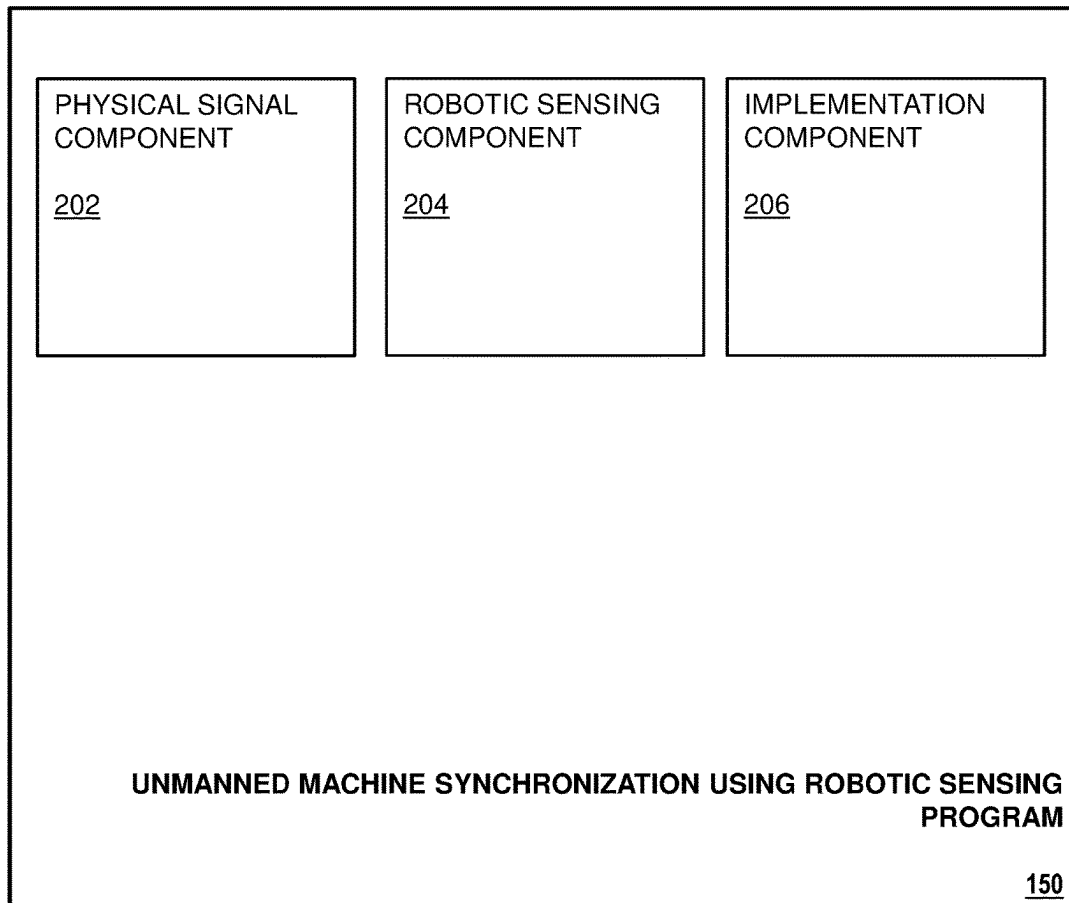 PHYSICAL SIGNAL
COMPONENT
202
ROBOTIC SENSING
COMPONENT
204
IMPLEMENTATION
COMPONENT
206
UNMANNED MACHINE SYNCHRONIZATION USING ROBOTIC SENSING
PROGRAM
150